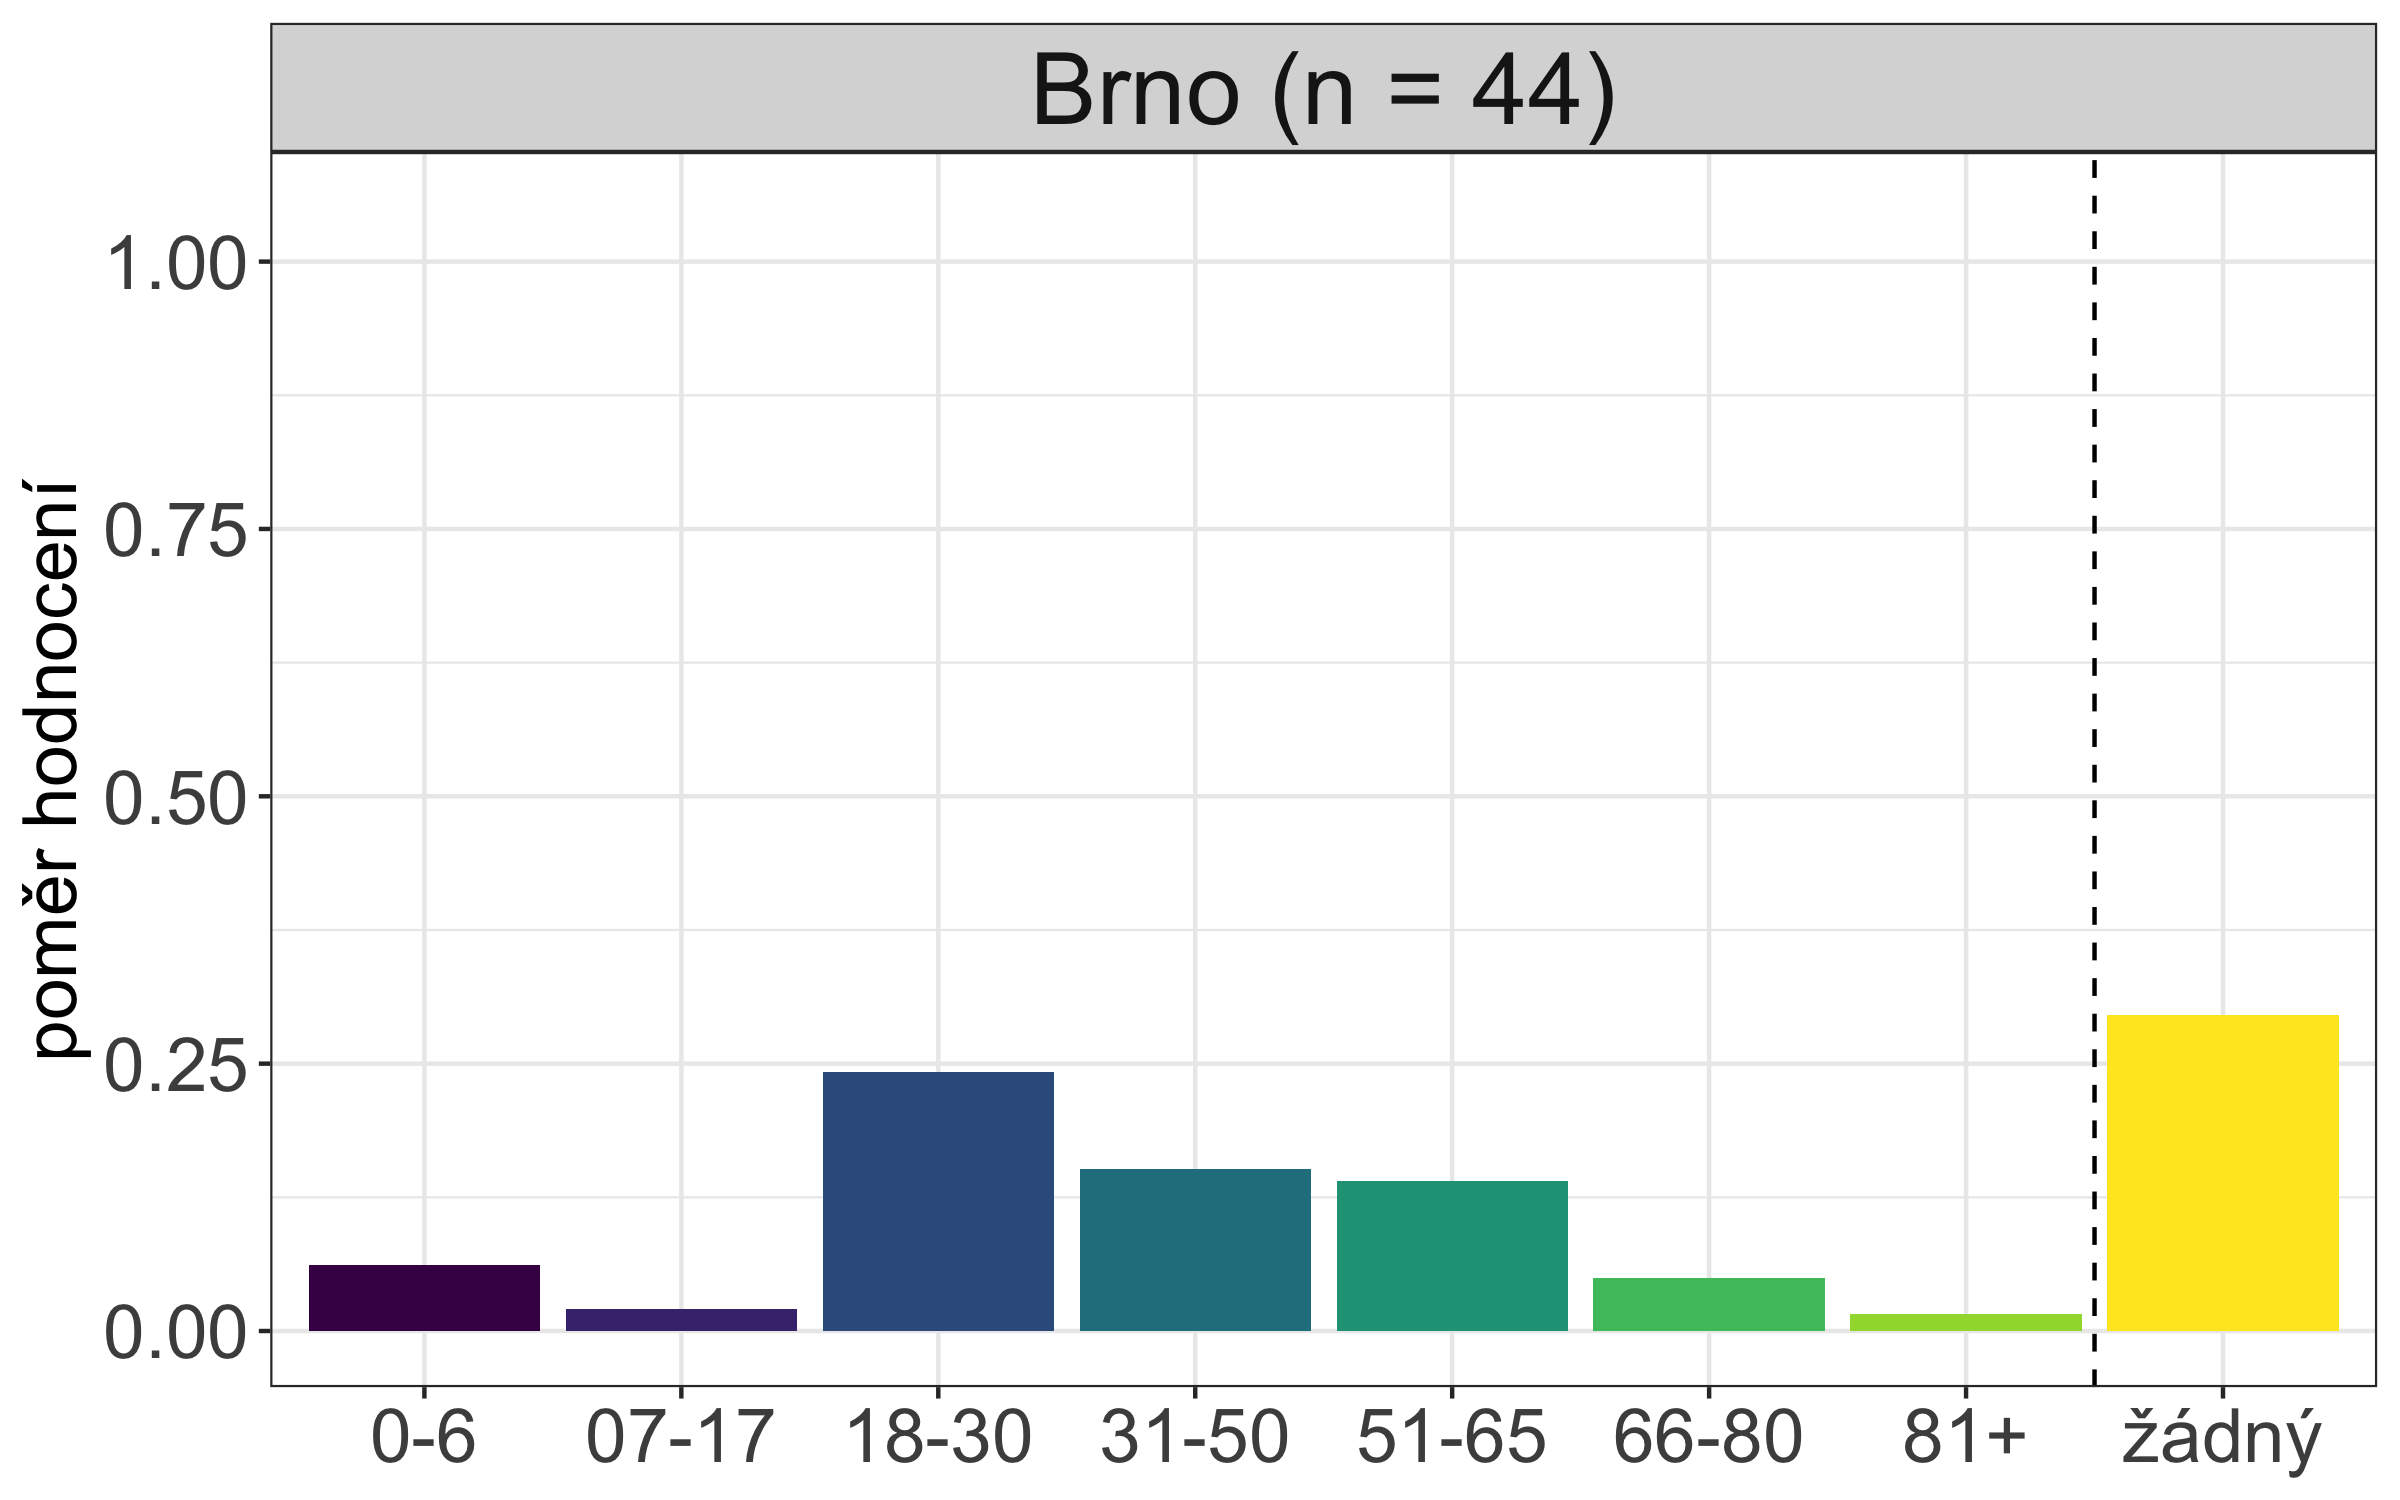 Brno (n = 44)
poměr hodnocení
1.00
0.75
0.50
0.25
0.00
0-6 07-17 18-30 31-50 51-65 66-80 81+ žádný